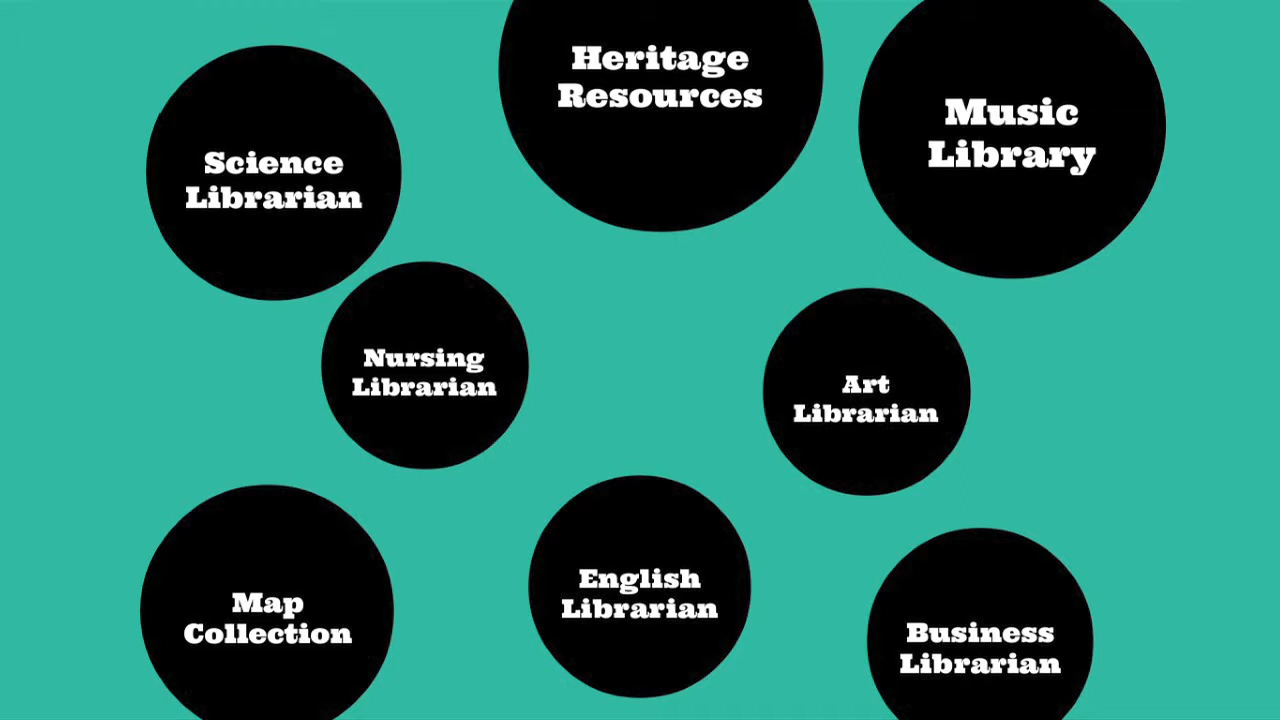 Heritage
Resources
Music
Library
Science
Librarian
Nursing
Librarian
Art
Librarian
English
Librarian
Map
Collection
Business
Librarian